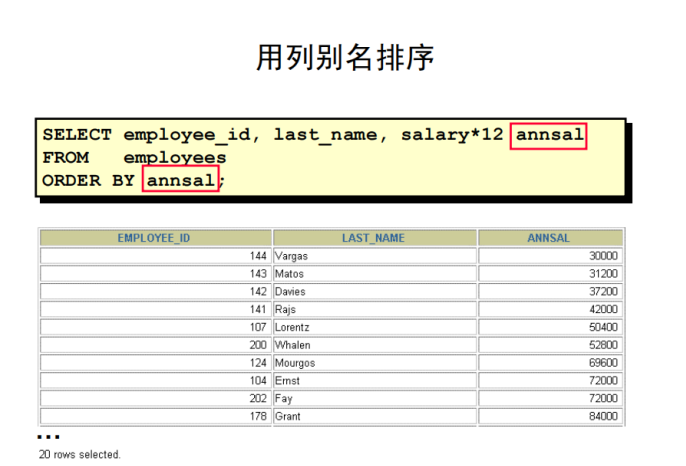 用列别名排序
SELECT employee_id, last_name, salary*12 annsal
FROM employees
ORDER BY annsal;
EMPLOYEE_ID LAST_NAME ANNSAL
144 Vargas 30000
143 Matos 31200
142 Davies 37200
141 Rajs 42000
107 Lorentz 50400
200 Whalen 52800
124 Mourgos 69600
104 Ernst 72000
202 Fay 72000
178 Grant 84000
...
20 rows selected.